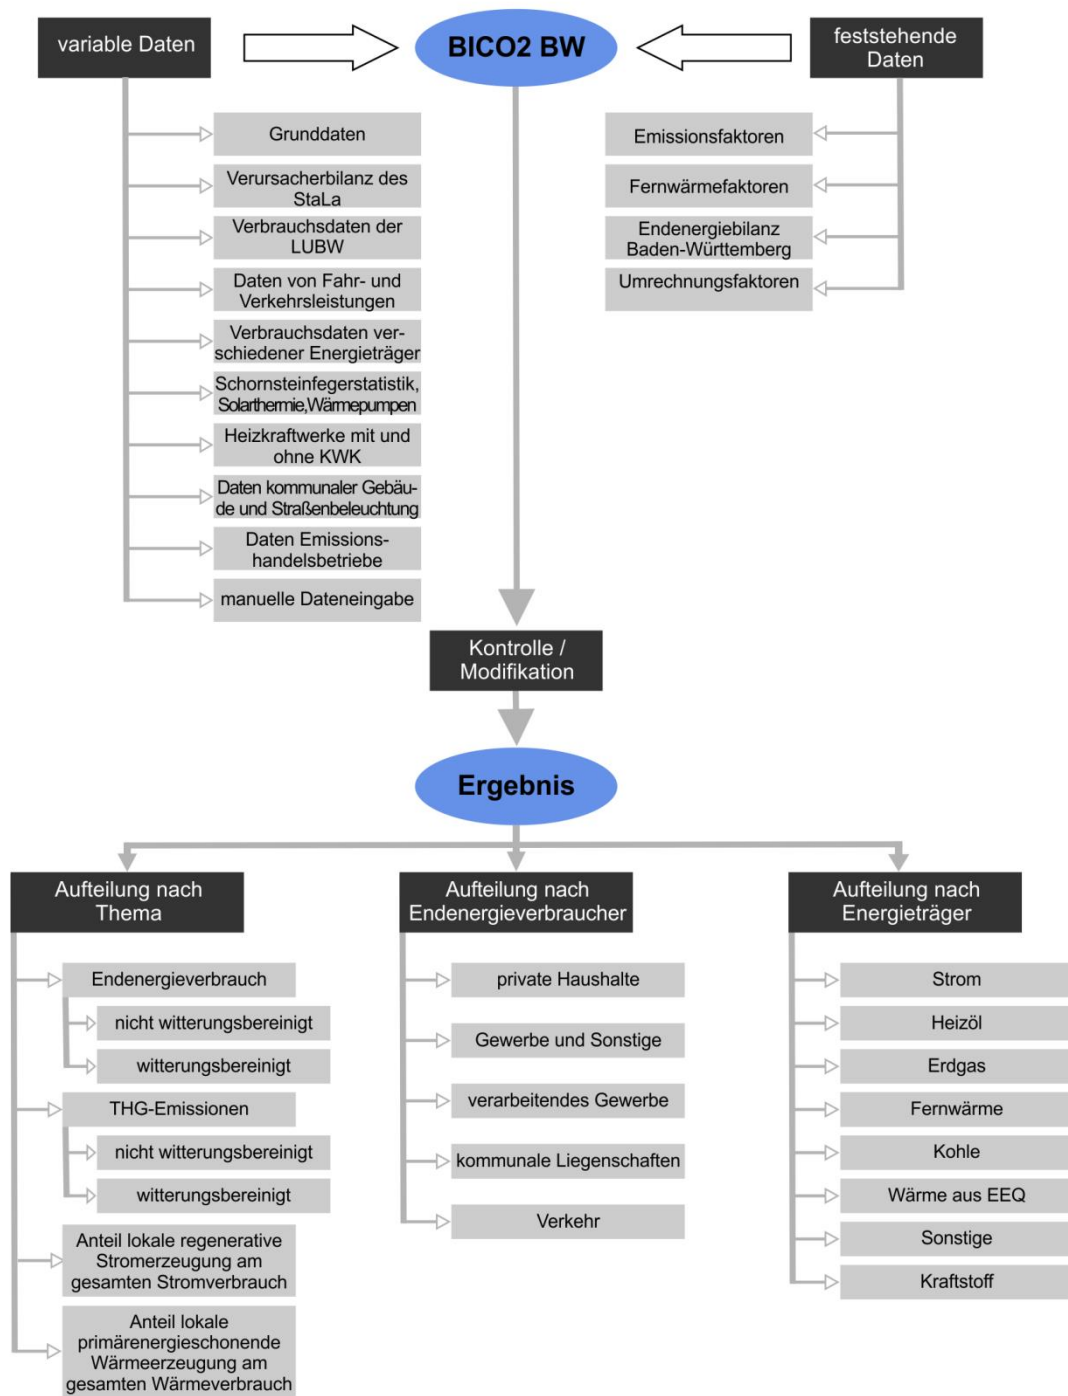 variable Daten
BICO2 BW
feststehende
Daten
Grunddaten
Verursacherbilanz des
StaLa
Verbrauchsdaten der
LUBW
Daten von Fahr- und
Verkehrsleistungen
Verbrauchsdaten ver-
schiedener Energieträger
Schornsteinfegerstatistik,
Solarthermie,Wärmepumpen
Heizkraftwerke mit und
ohne KWK
Daten kommunaler Gebäu-
de und Straßenbeleuchtung
Daten Emissions-
handelsbetriebe
manuelle Dateneingabe
Emissionsfaktoren
Fernwärmefaktoren
Endenergiebilanz
Baden-Württemberg
Umrechnungsfaktoren
Kontrolle /
Modifikation
Ergebnis
Aufteilung nach
Thema
Endenergieverbrauch
nicht witterungsbereinigt
witterungsbereinigt
THG-Emissionen
nicht witterungsbereinigt
witterungsbereinigt
Anteil lokale regenerative
Stromerzeugung am
gesamten Stromverbrauch
Anteil lokale
primärenergieschonende
Wärmeerzeugung am
gesamten Wärmeverbrauch
Aufteilung nach
Endenergieverbraucher
private Haushalte
Gewerbe und Sonstige
verarbeitendes Gewerbe
kommunale Liegenschaften
Verkehr
Aufteilung nach
Energieträger
Strom
Heizöl
Erdgas
Fernwärme
Kohle
Wärme aus EEQ
Sonstige
Kraftstoff